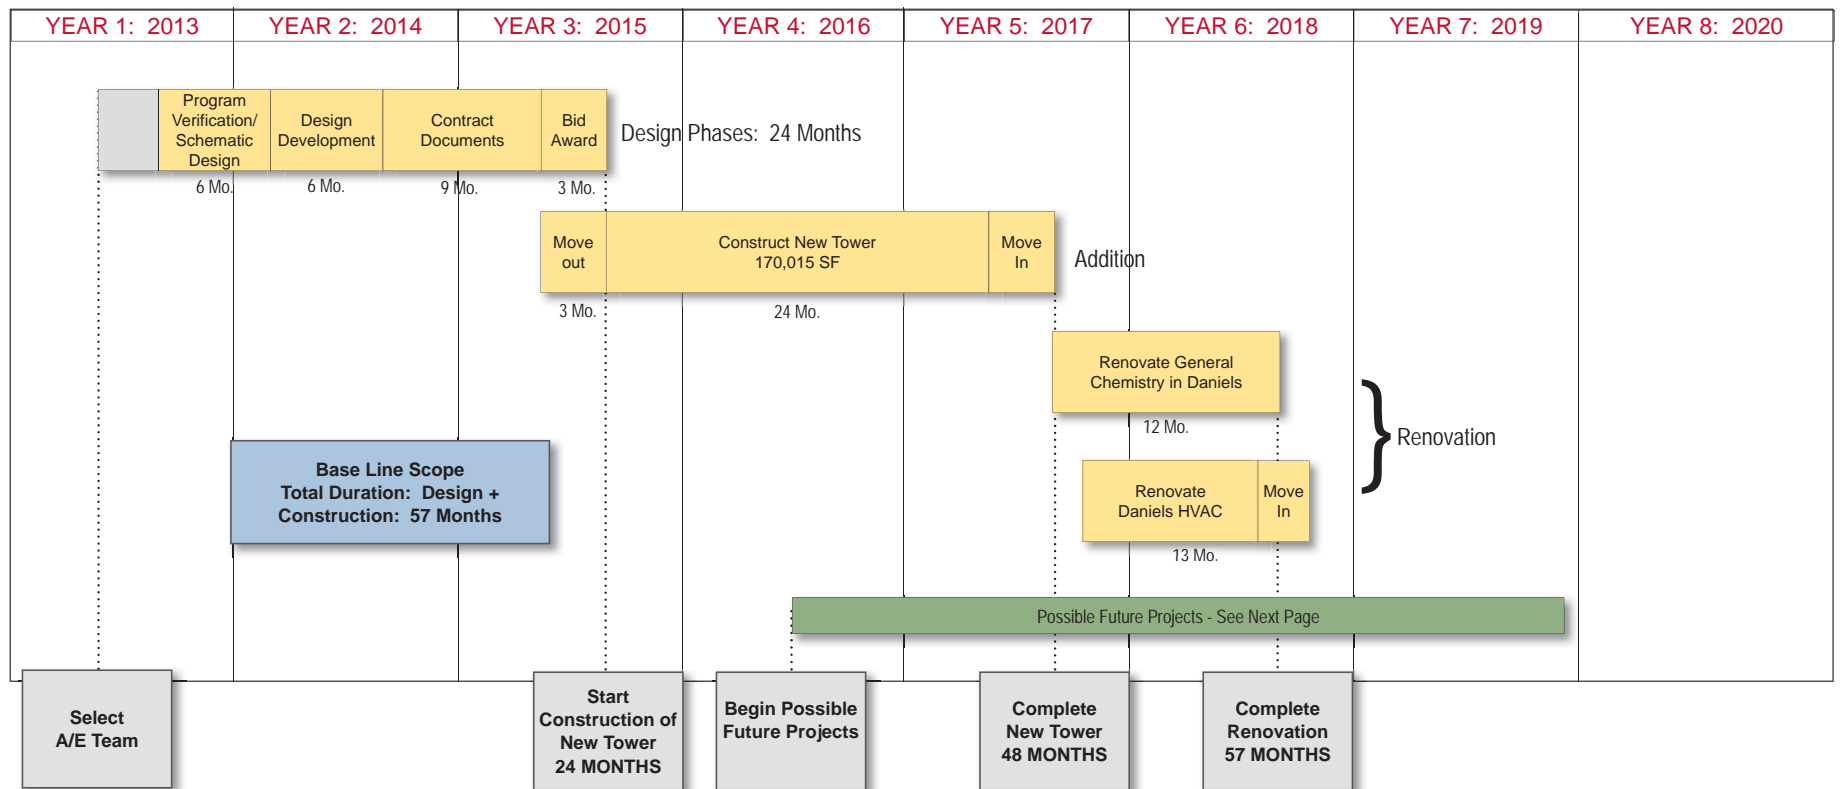 YEAR 1:  2013
YEAR 2:  2014
YEAR 3:  2015
YEAR 4:  2016
YEAR 5:  2017
YEAR 6:  2018
YEAR 7:  2019
YEAR 8:  2020
Program
Verification/
Schematic
Design
Design
Development
Contract
Documents
Bid
Award
Design Phases:  24 Months
6 Mo.
6 Mo.
9 Mo.
3 Mo.
Move
out
Construct New Tower
170,015 SF
Move
In
Addition
3 Mo.
24 Mo.
Renovate General
Chemistry in Daniels
12 Mo.
Renovation
Base Line Scope
Total Duration:  Design +
Construction:  57 Months
Renovate
Daniels HVAC
Move
In
13 Mo.
Possible Future Projects - See Next Page
Select
A/E Team
Start
Construction of
New Tower
24 MONTHS
Begin Possible
Future Projects
Complete
New Tower
48 MONTHS
Complete
Renovation
57 MONTHS